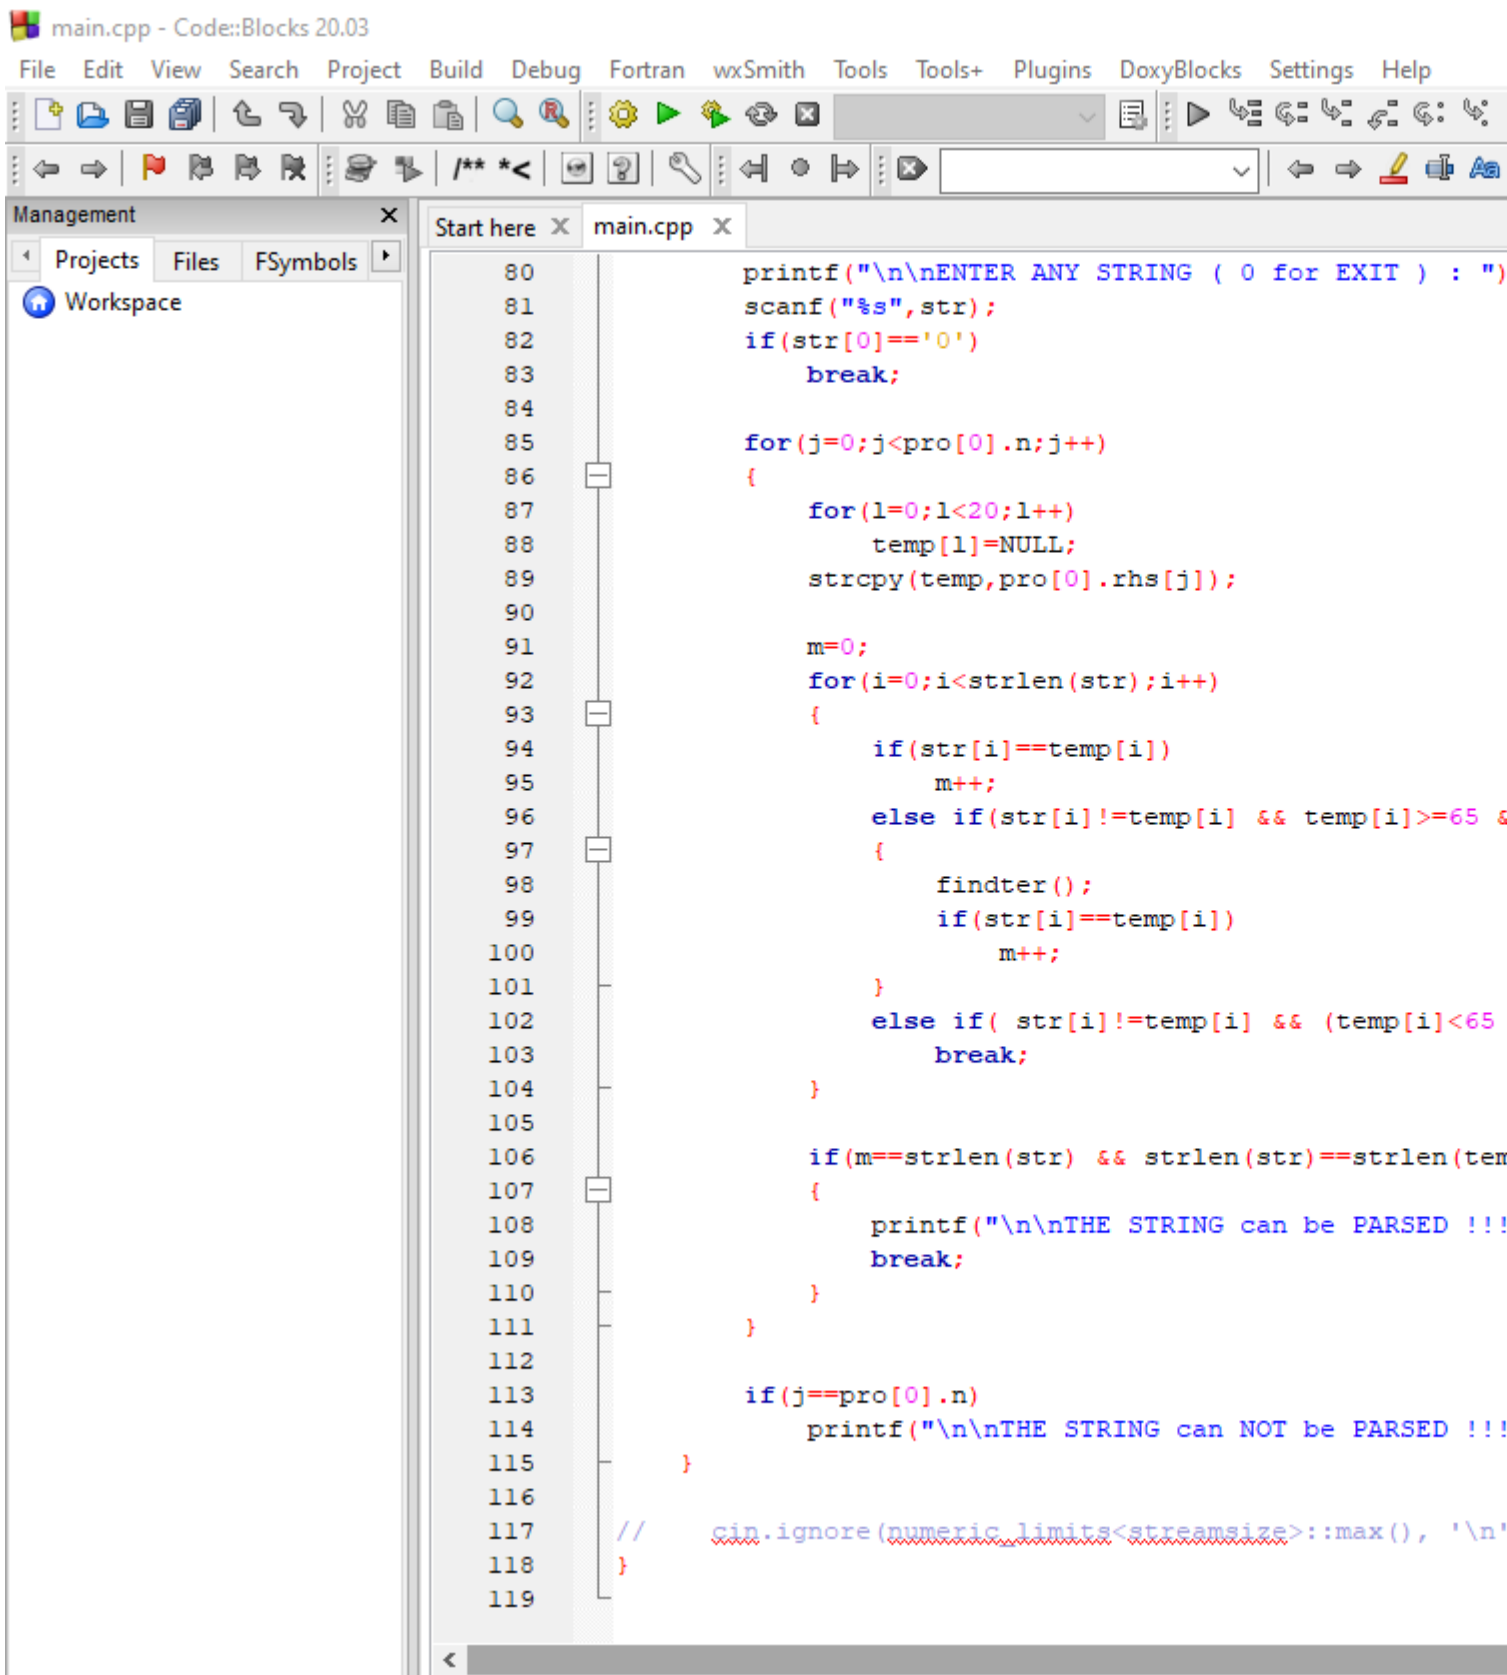 main.cpp - Code::Blocks 20.03
File Edit View Search Project Build Debug Fortran wxSmith Tools Tools+ Plugins DoxyBlocks Settings Help
/** *<
Management
Start here main.cpp
Projects Files FSymbols
Workspace
80 printf("\n\nENTER ANY STRING ( 0 for EXIT ) : ")
81 scanf("%s",str);
82 if(str[0]=='0')
83 break;
84
85 for(j=0;j<pro[0].n;j++)
86 {
87 for(l=0;l<20;l++)
88 temp[l]=NULL;
89 strcpy(temp,pro[0].rhs[j]);
90
91 m=0;
92 for(i=0;i<strlen(str);i++)
93 {
94 if(str[i]==temp[i])
95 m++;
96 else if(str[i]!=temp[i] && temp[i]>=65 &
97 {
98 findter();
99 if(str[i]==temp[i])
100 m++;
101 }
102 else if( str[i]!=temp[i] && (temp[i]<65
103 break;
104 }
105
106 if(m==strlen(str) && strlen(str)==strlen(tem
107 {
108 printf("\n\nTHE STRING can be PARSED !!!
109 break;
110 }
111 }
112
113 if(j==pro[0].n)
114 printf("\n\nTHE STRING can NOT be PARSED !!!
115 }
116
117 // cin.ignore(numeric_limits<streamsize>::max(), '\n'
118 }
119